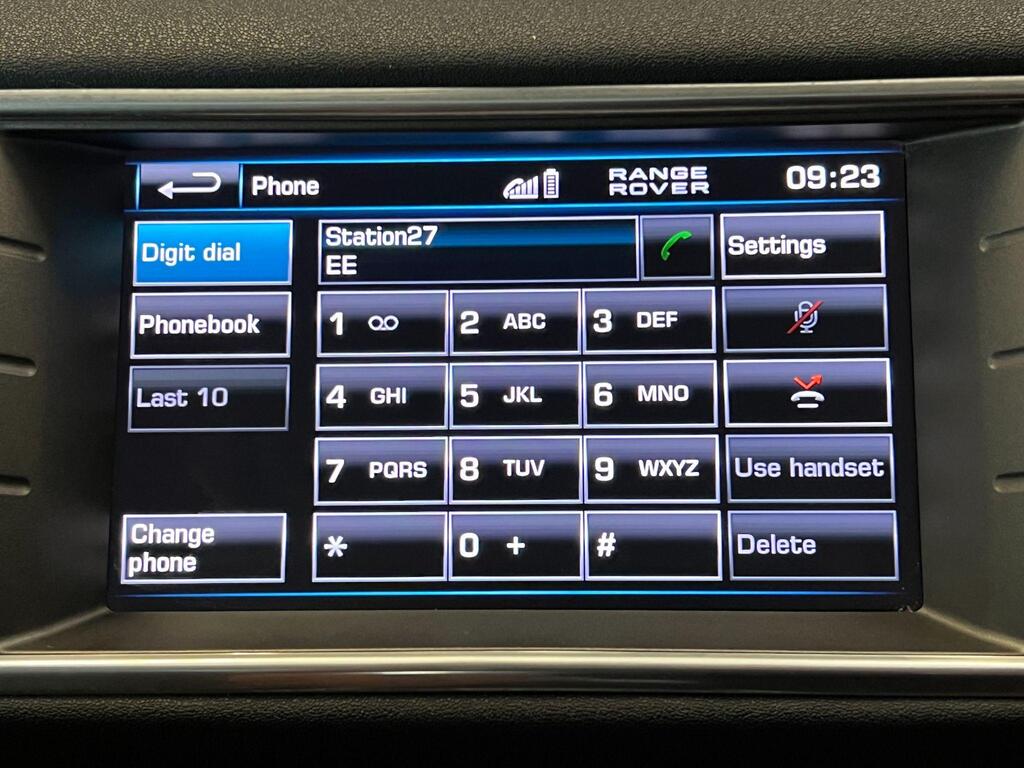 Phone
RANGE
ROVER
09:23
Digit dial
Station27
EE
Settings
Phonebook
1
2 ABC
3 DEF
Last 10
4 GHI
5 JKL
6 MNO
7 PQRS
8 TUV
9 WXYZ
Use handset
Change
phone
*
0 +
#
Delete